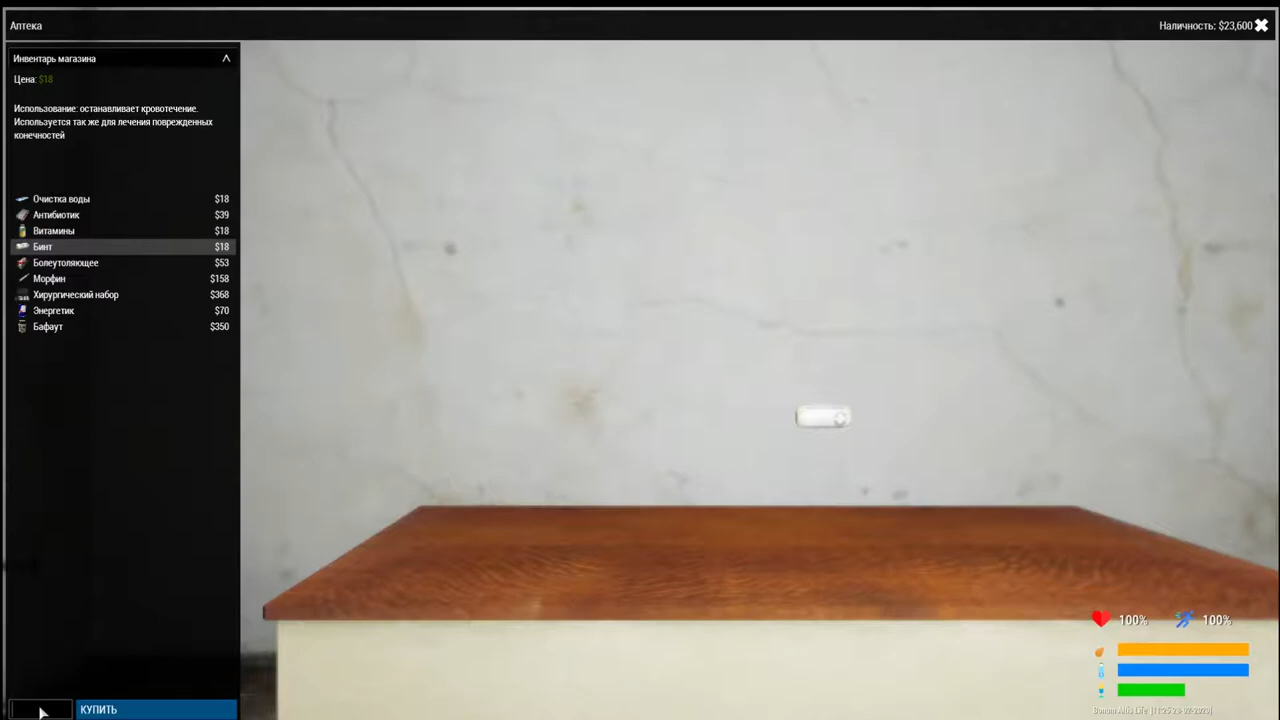 Аптека
Наличность: $23,600
Инвентарь магазина
Цена: $18
Использование: останавливает кровотечение.
Используется так же для лечения поврежденных
конечностей
Очистка воды $18
Антибиотик $39
Витамины $18
Бинт $18
Болеутоляющее $53
Морфин $158
Хирургический набор $368
Энергетик $70
Бафаут $350
КУПИТЬ
100% 100%
Altis Life